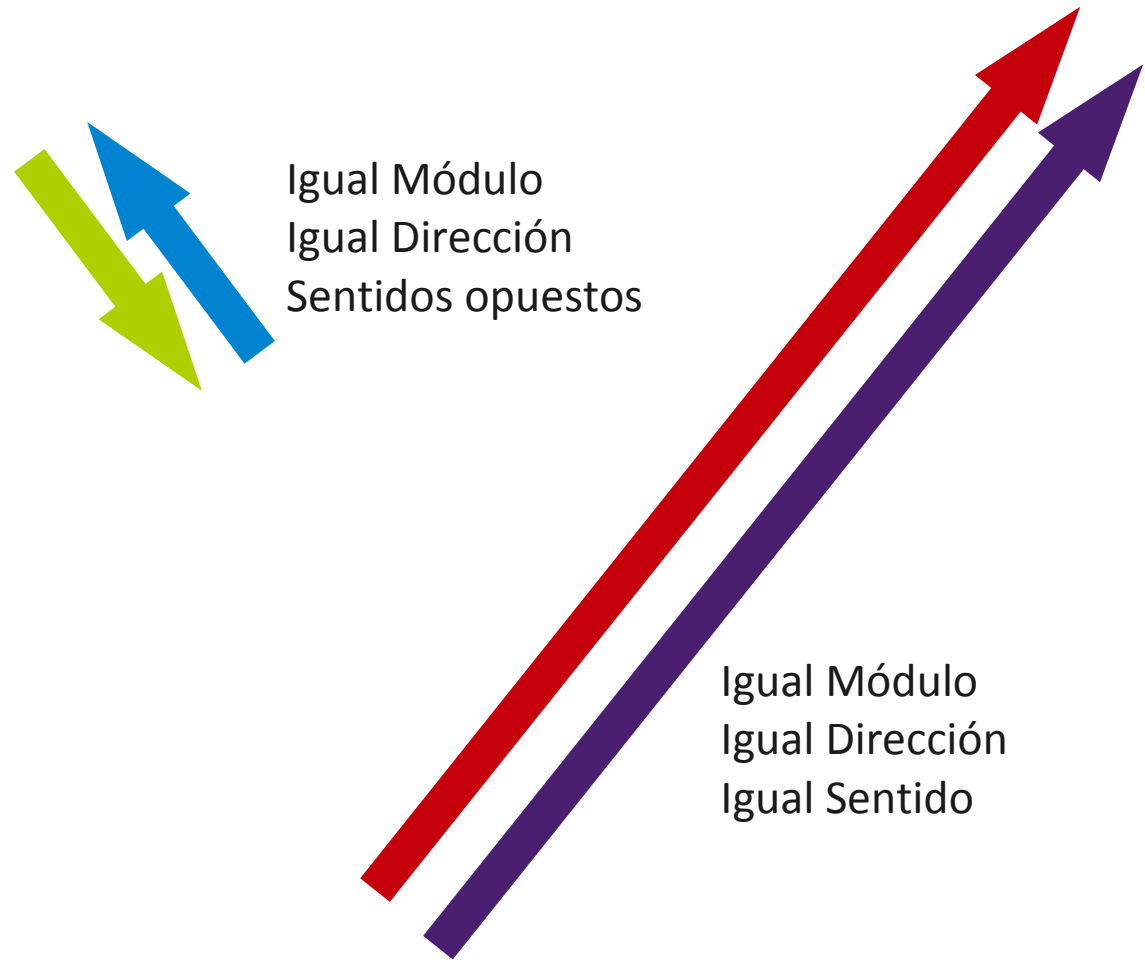 Igual Módulo
Igual Dirección
Sentidos opuestos
Igual Módulo
Igual Dirección
Igual Sentido